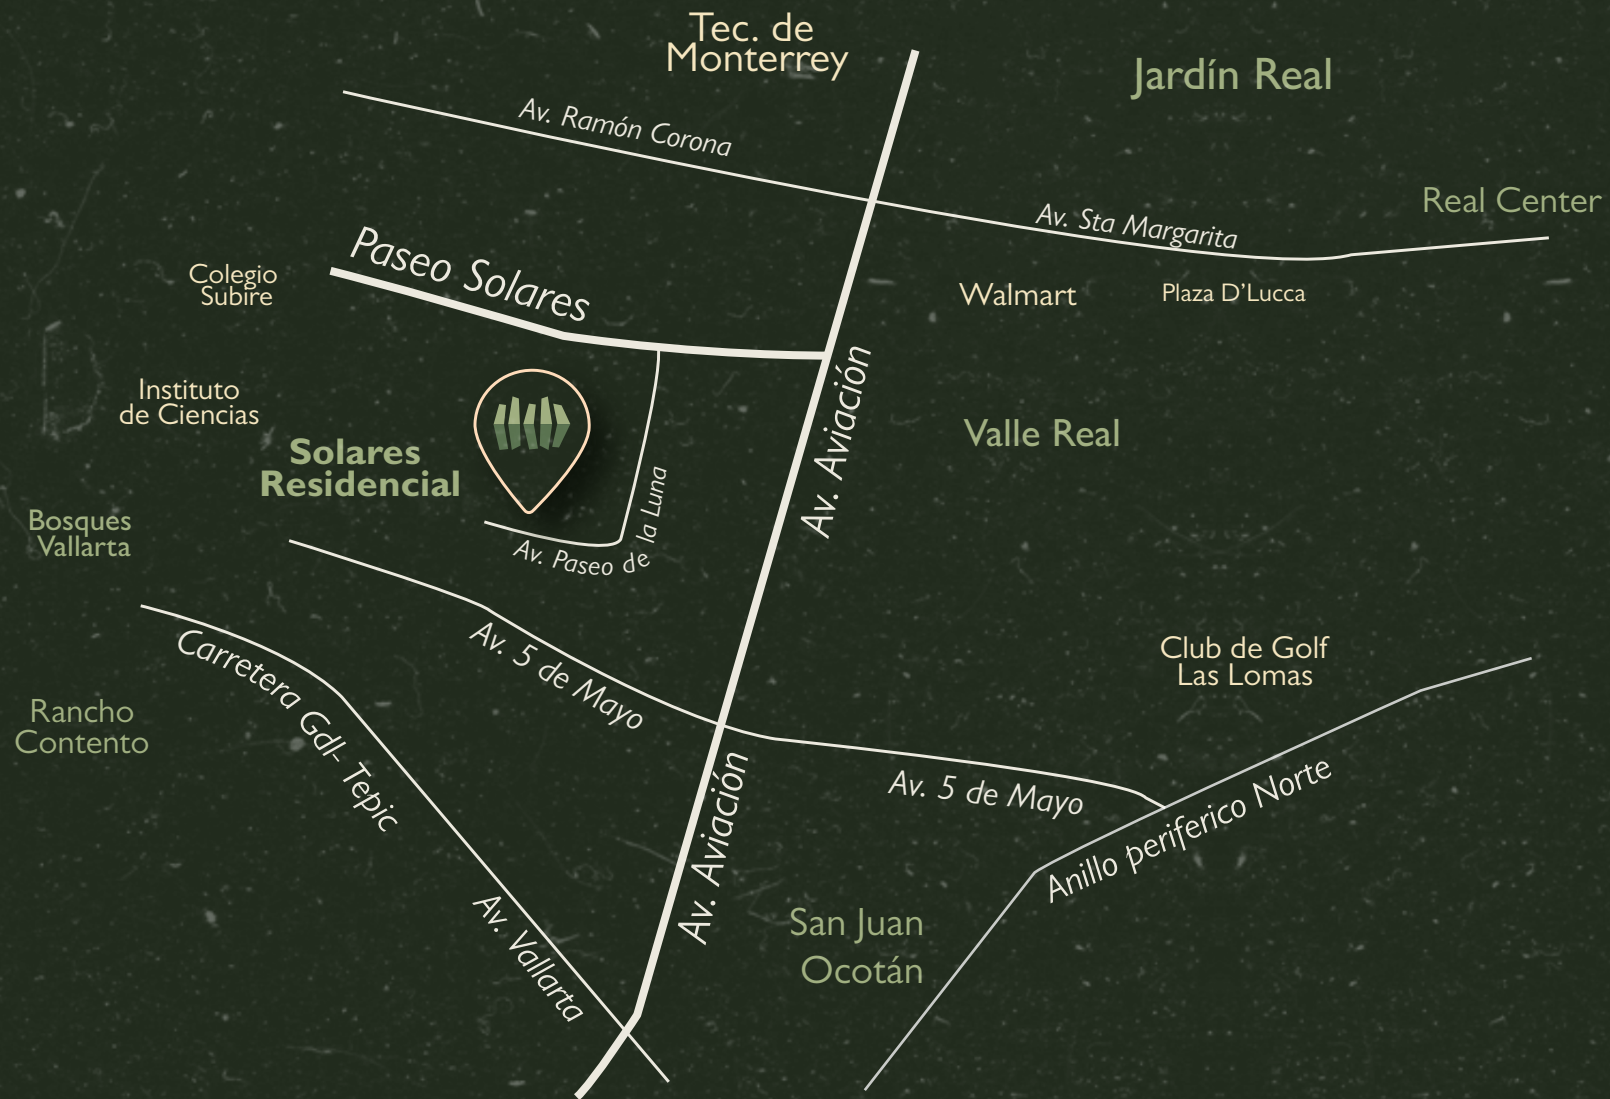 Tec. de
Monterrey
Jardín Real
Av. Ramón Corona
Real Center
Av. Sta Margarita
Paseo Solares
Colegio
Subire
Walmart
Plaza D'Lucca
Instituto
de Ciencias
Av. Aviación
Valle Real
Solares
Residencial
Bosques
Vallarta
Av. Paseo de la Luna
Av. 5 de Mayo
Carretera Gdl- Tepic
Club de Golf
Las Lomas
Rancho
Contento
Av. 5 de Mayo
Anillo periferico Norte
Av. Aviación
Av. Vallarta
San Juan
Ocotán